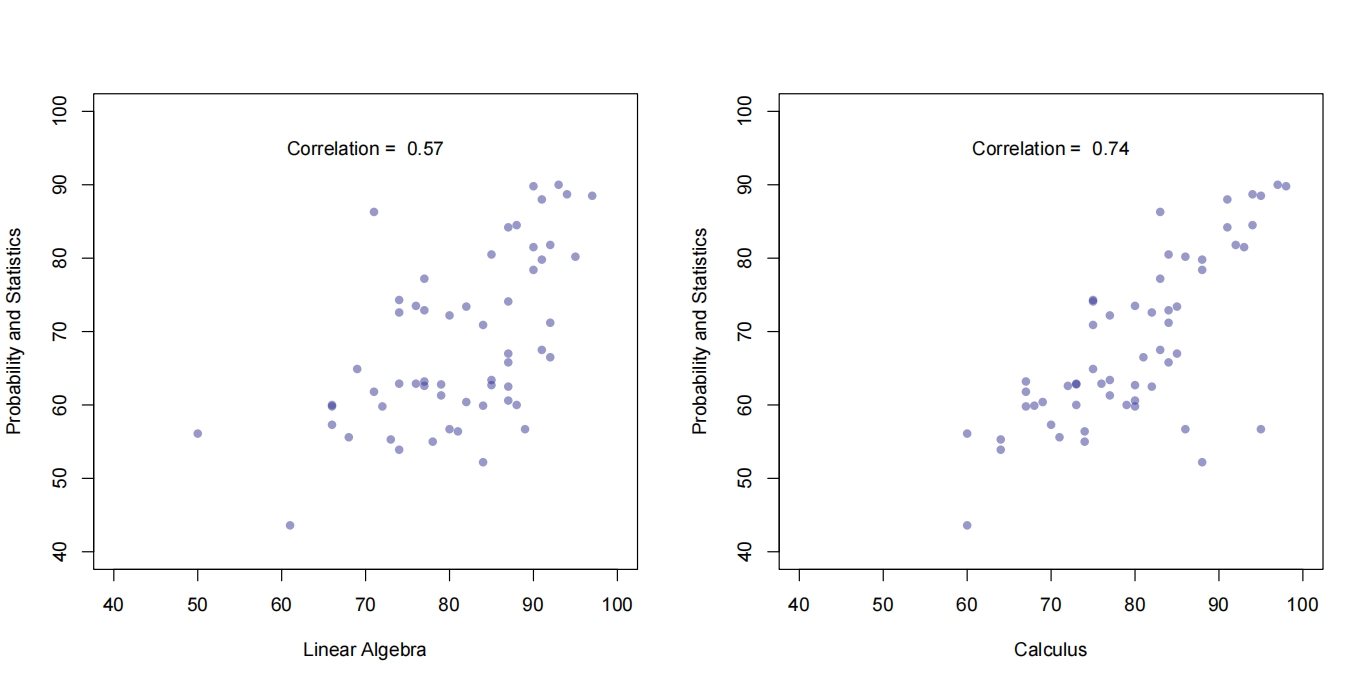 Correlation = 0.57
Probability and Statistics
100
90
80
70
60
50
40
40 50 60 70 80 90 100
Linear Algebra
Correlation = 0.74
Probability and Statistics
100
90
80
70
60
50
40
40 50 60 70 80 90 100
Calculus